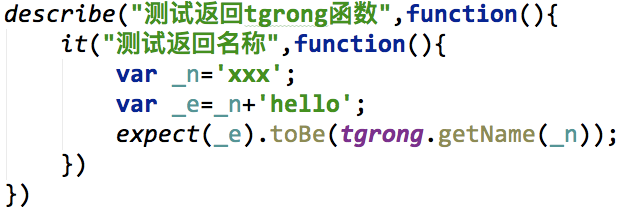 describe("测试返回tgrong函数",function(){
    it("测试返回名称",function(){
        var _n='xxx';
        var _e=_n+'hello';
        expect(_e).toBe(tgrong.getName(_n));
    })
})